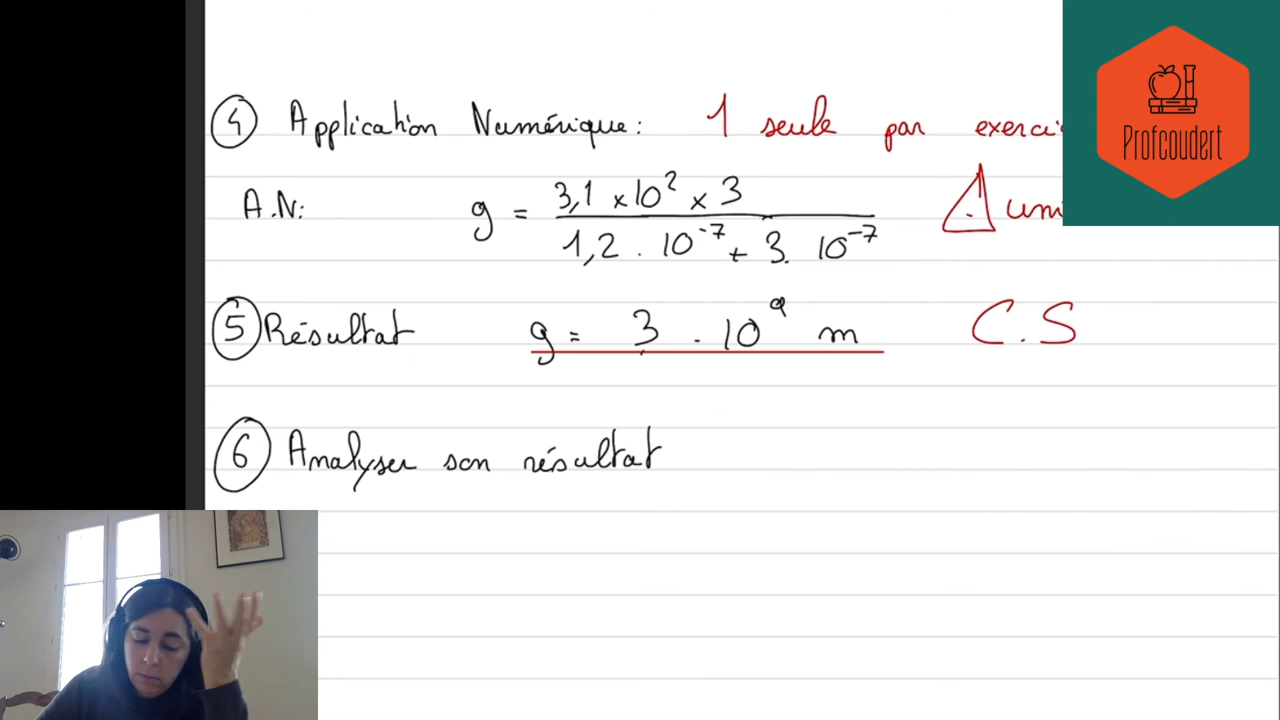 ④ Application Numérique: 1 seule par exerci
A.N: g = 3,1 × 10² × 3 / 1,2 . 10⁻⁷ + 3. 10⁻⁷ ⚠ uni
⑤ Résultat g = 3 . 10⁹ m C.S
⑥ Analyser son résultat
Profcoudert